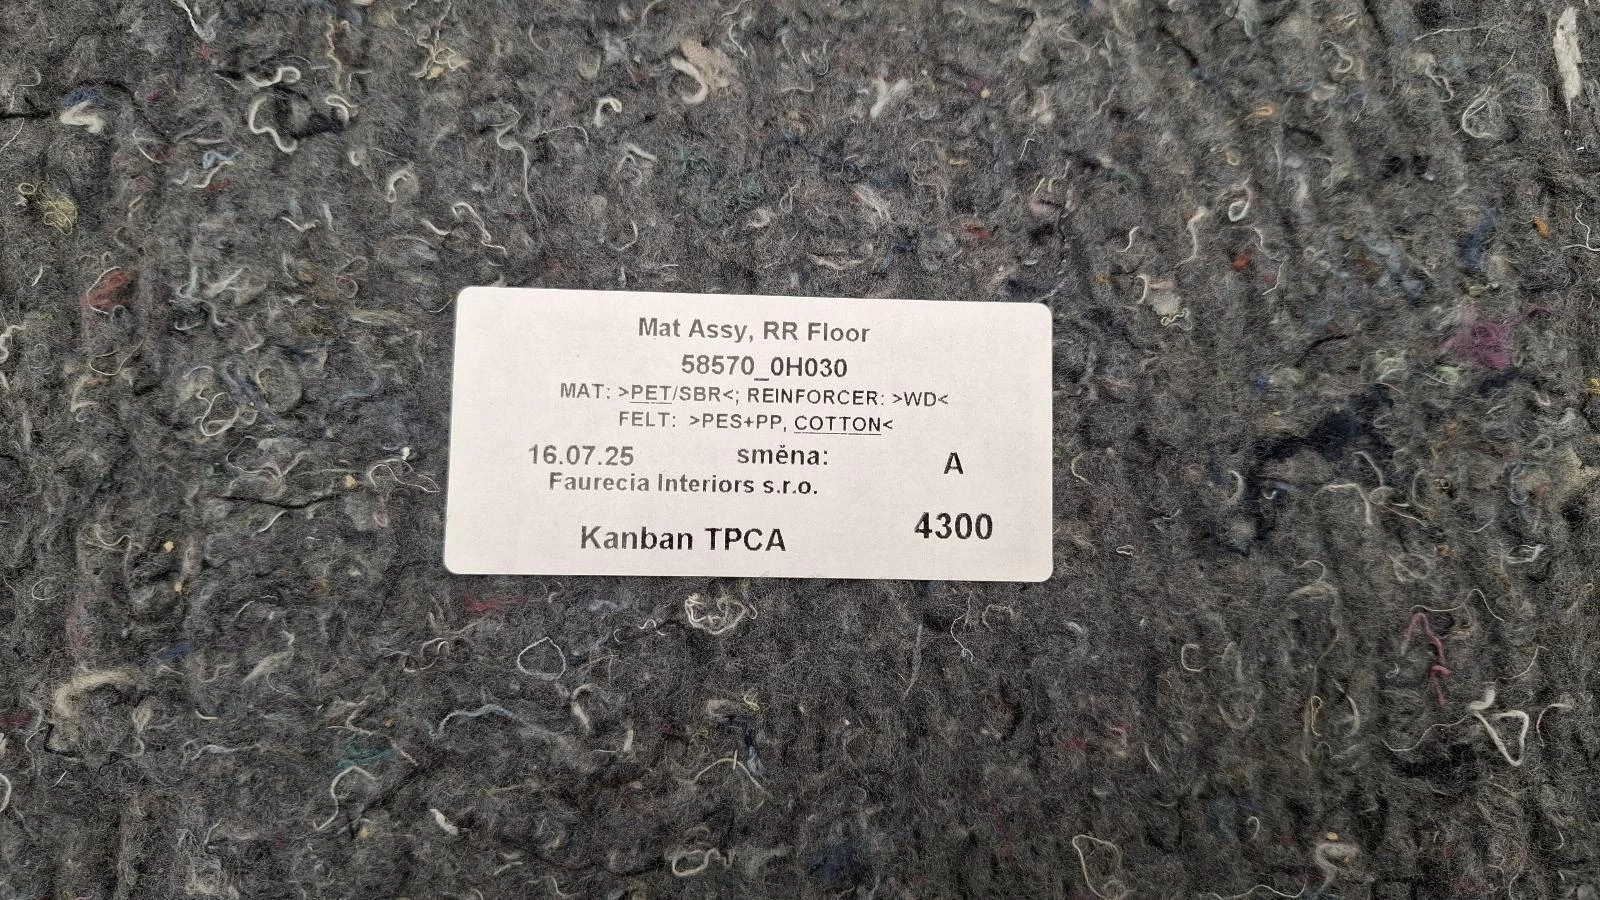 Mat Assy, RR Floor
58570_0H030
MAT: >PET/SBR<; REINFORCER: >WD<
FELT: >PES+PP, COTTON<
16.07.25 směna: A
Faurecia Interiors s.r.o.
Kanban TPCA 4300